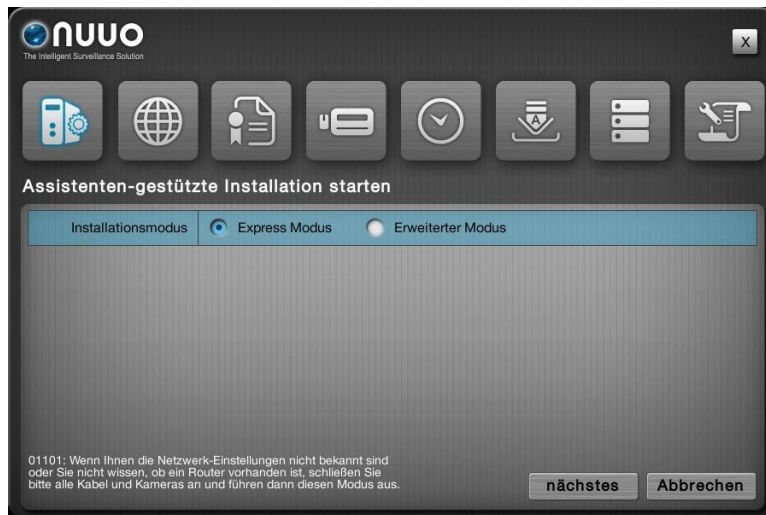 nuuo
The Intelligent Surveillance Solution
X
A
Assistenten-gestützte Installation starten
Installationsmodus Express Modus Erweiterter Modus
01101: Wenn Ihnen die Netzwerk-Einstellungen nicht bekannt sind
oder Sie nicht wissen, ob ein Router vorhanden ist, schließen Sie
bitte alle Kabel und Kameras an und führen dann diesen Modus aus.
nächstes Abbrechen